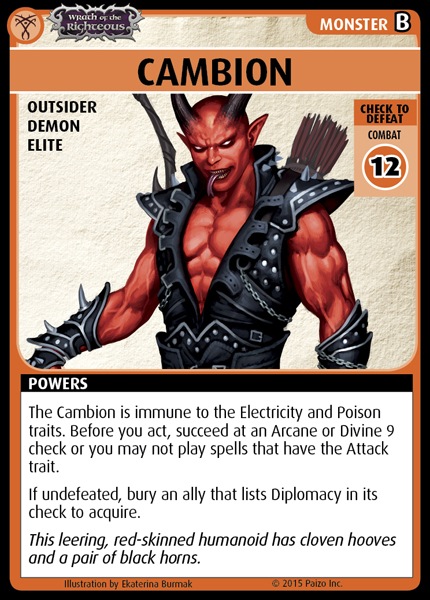 Wrath of the
Righteous
MONSTER B
CAMBION
OUTSIDER
DEMON
ELITE
CHECK TO
DEFEAT
COMBAT
12
POWERS
The Cambion is immune to the Electricity and Poison
traits. Before you act, succeed at an Arcane or Divine 9
check or you may not play spells that have the Attack
trait.
If undefeated, bury an ally that lists Diplomacy in its
check to acquire.
This leering, red-skinned humanoid has cloven hooves
and a pair of black horns.
Illustration by Ekaterina Burmak
© 2015 Paizo Inc.